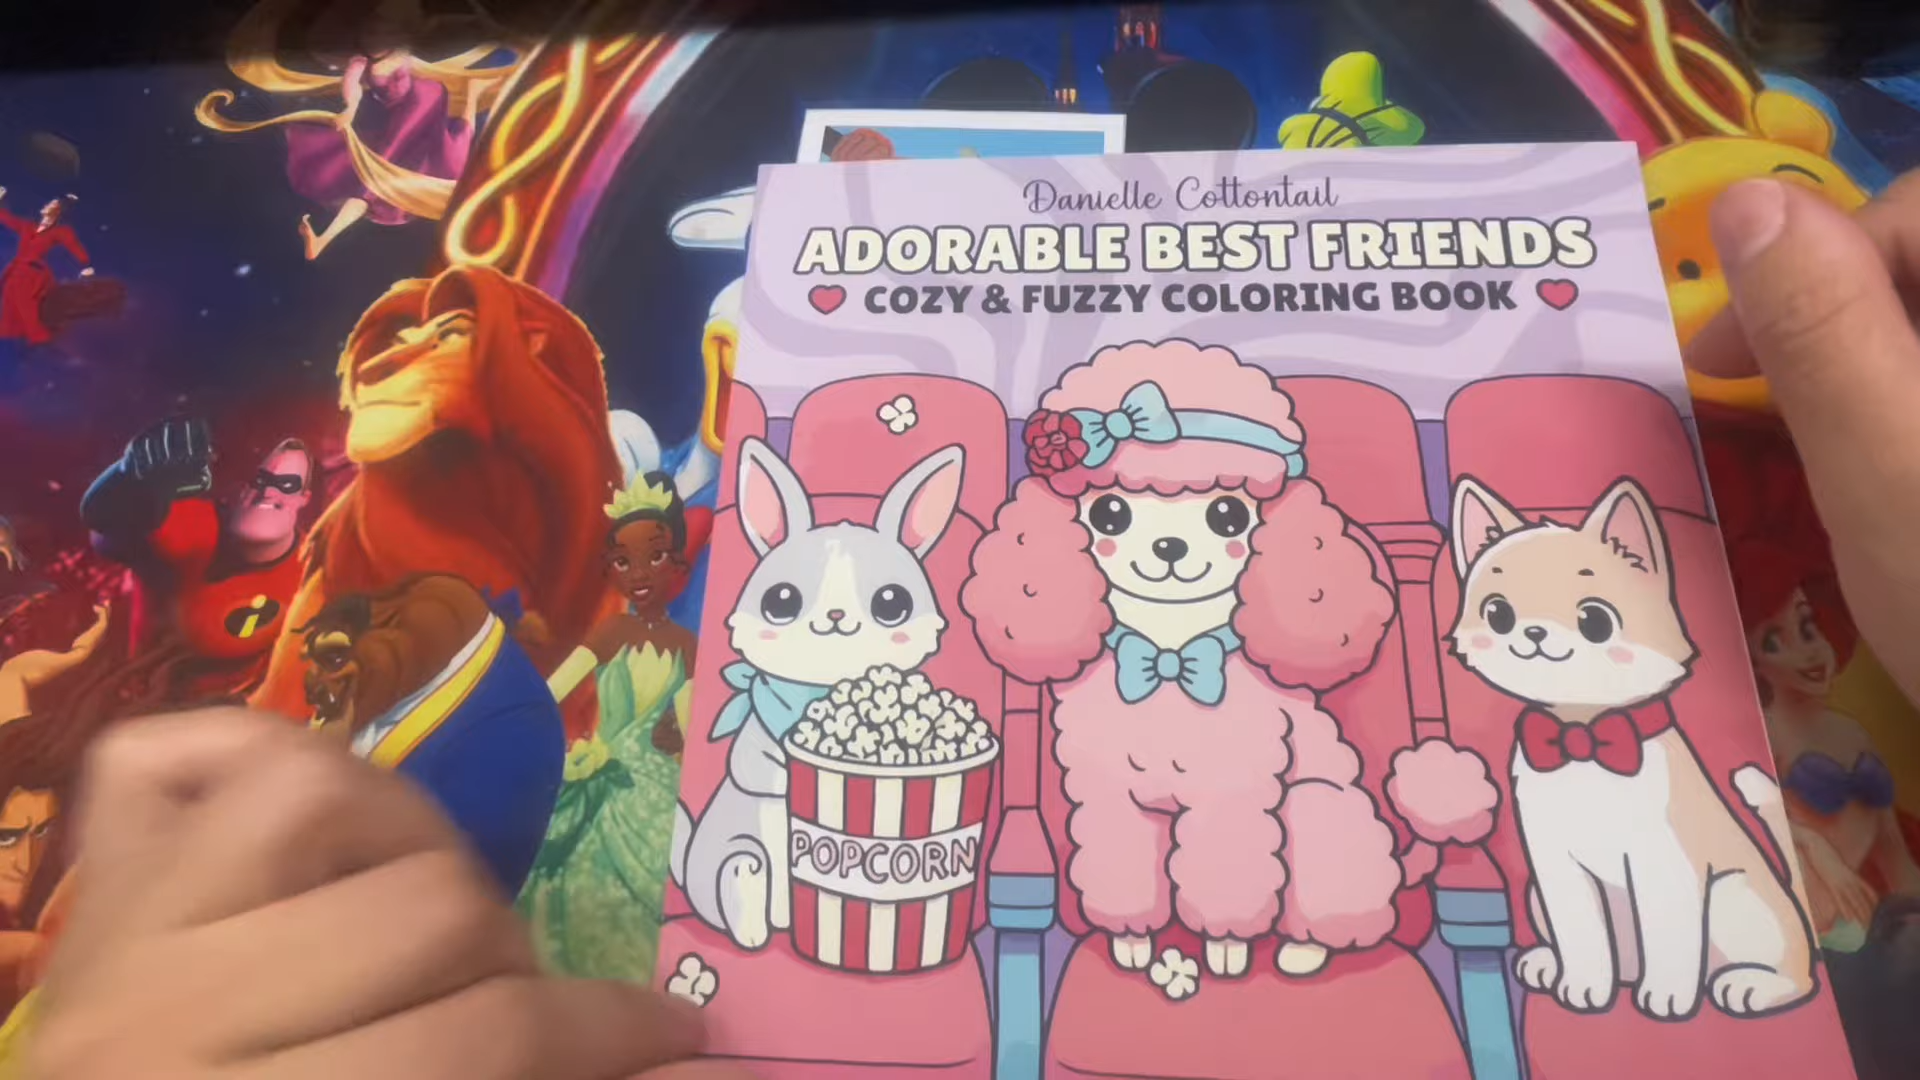 Danielle Cottontail
ADORABLE BEST FRIENDS
COZY & FUZZY COLORING BOOK
POPCORN